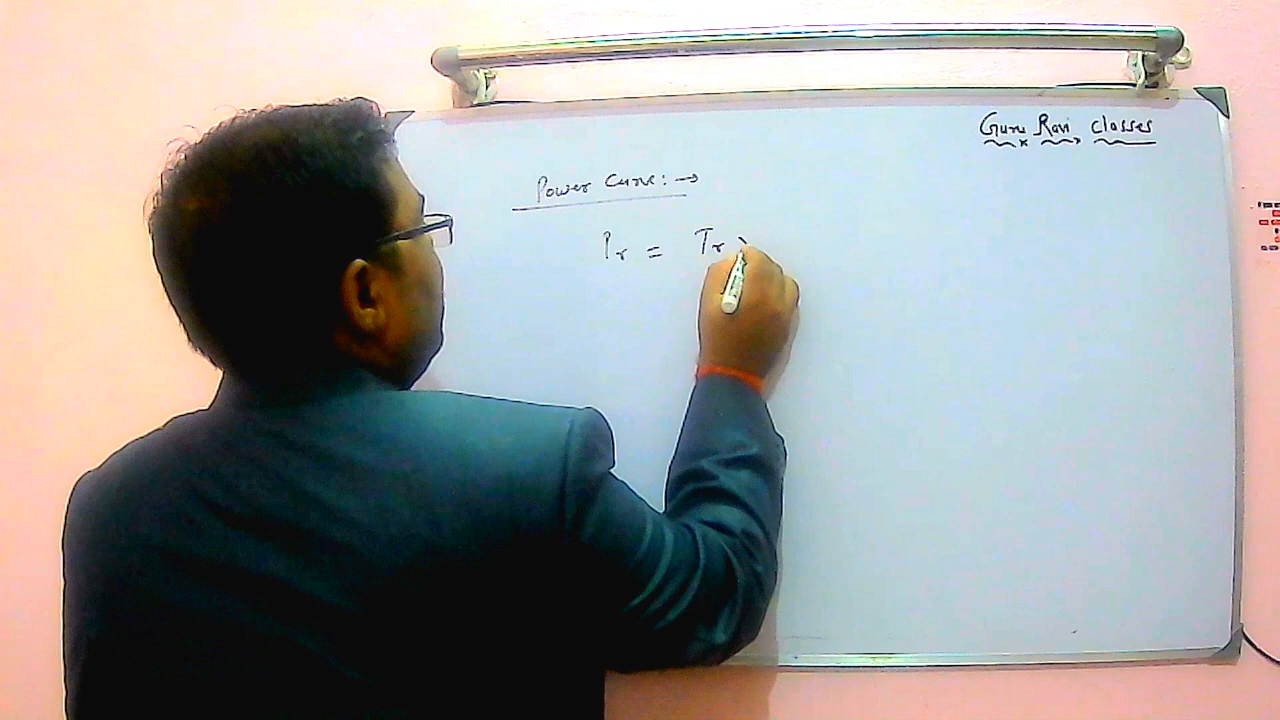 Guru Ravi classes
Power Curve: →
Pr = Tr